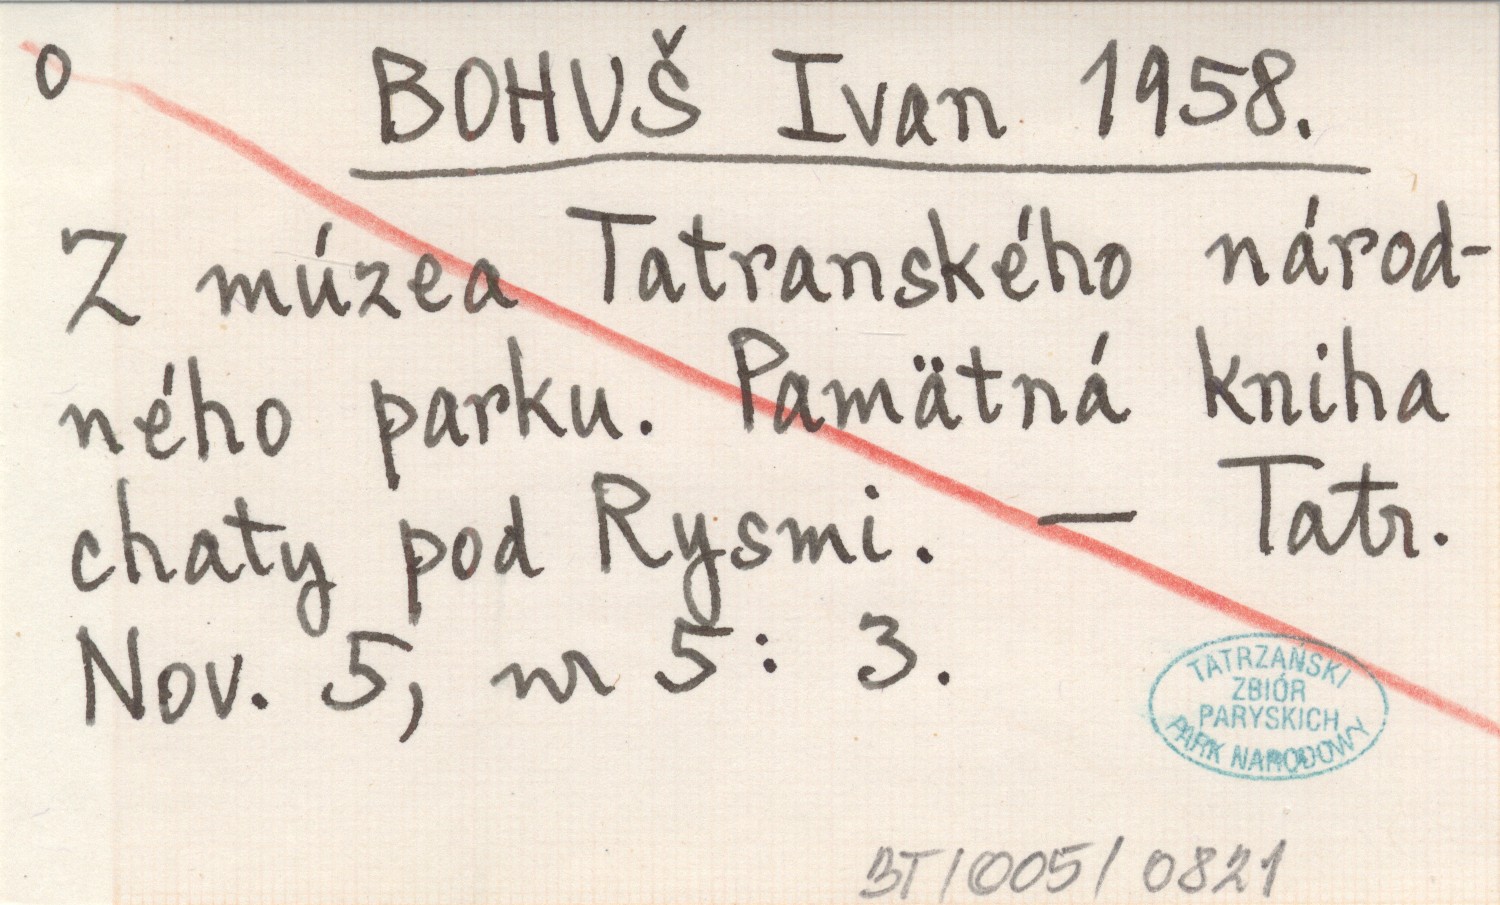 o BOHUŠ Ivan 1958.
Z múzea Tatranského národ-
ného parku. Pamätná kniha
chaty pod Rysmi. — Tatr.
Nov. 5, nr 5: 3.
TATRZAŃSKI
ZBIÓR
PARYSKICH
PARK NARODOWY
BT/005/0821